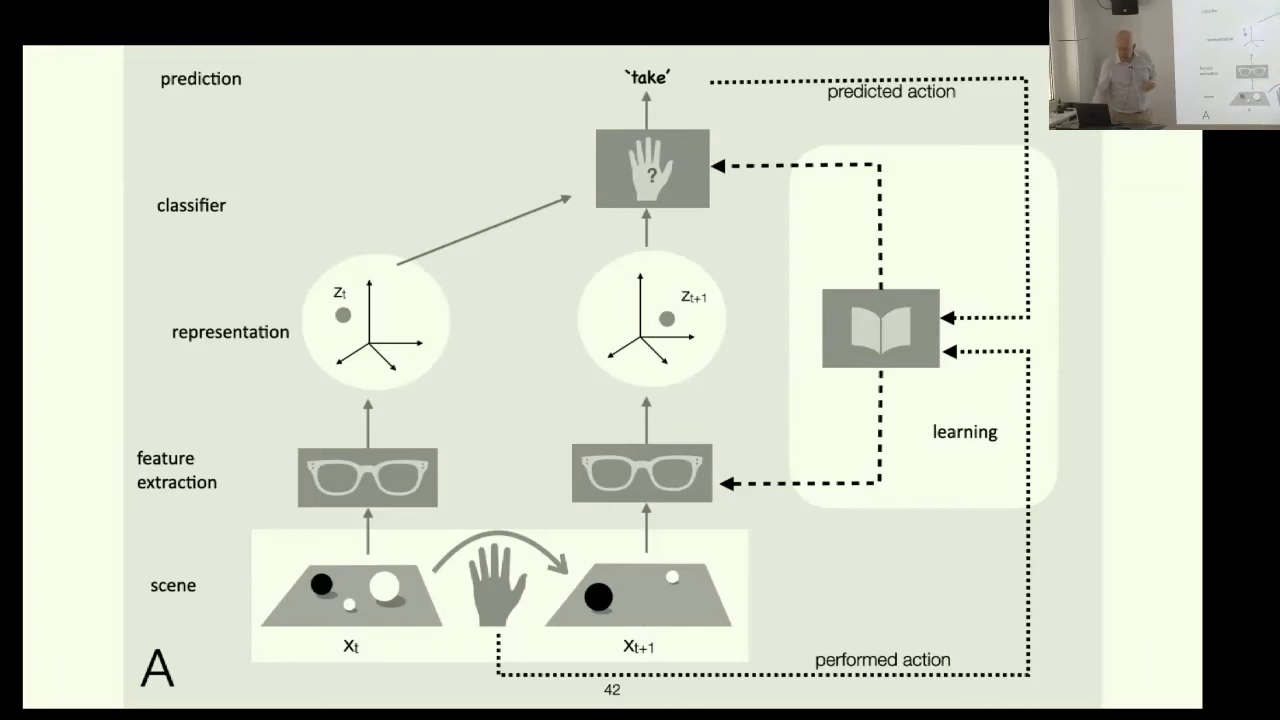 prediction
'take'
predicted action
?
classifier
zt
zt+1
representation
learning
feature
extraction
scene
xt
xt+1
performed action
A
42